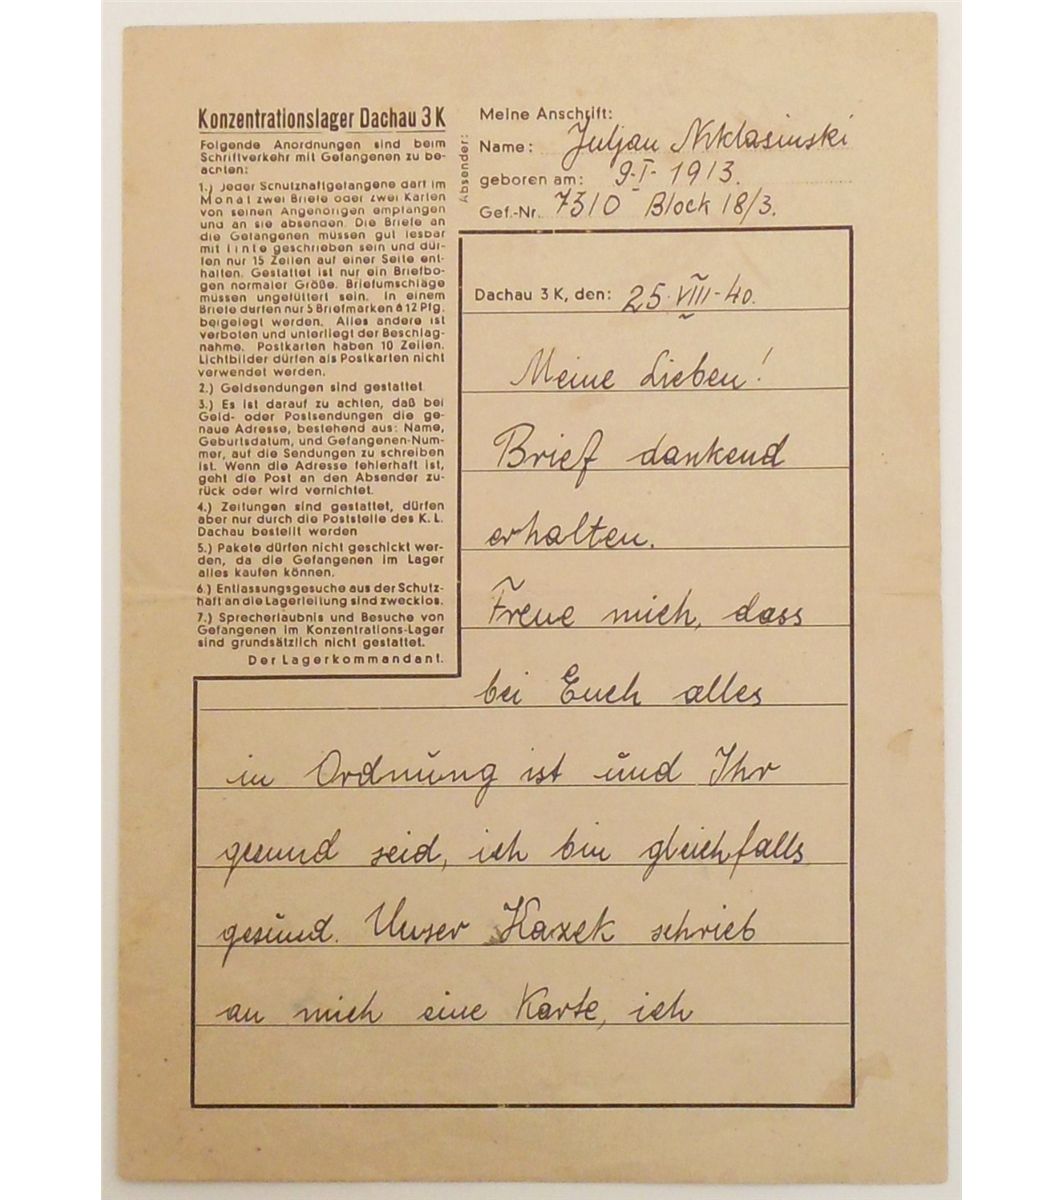 Konzentrationslager Dachau 3 K
Folgende Anordnungen sind beim
Schriftverkehr mit Gefangenen zu be-
achten:
1.) Jeder Schutzhaftgefangene darf im
Monat zwei Briefe oder zwei Karten
von seinen Angehörigen empfangen
und an sie absenden. Die Briefe an
die Gefangenen müssen gut lesbar
mit Tinte geschrieben sein und dür-
fen nur 15 Zeilen auf einer Seite ent-
halten. Gestattet ist nur ein Briefbo-
gen normaler Größe. Briefumschläge
müssen ungefüttert sein. In einem
Briefe dürfen nur 5 Briefmarken à 12 Pfg.
beigelegt werden. Alles andere ist
verboten und unterliegt der Beschlag-
nahme. Postkarten haben 10 Zeilen.
Lichtbilder dürfen als Postkarten nicht
verwendet werden.
2.) Geldsendungen sind gestattet
3.) Es ist darauf zu achten, daß bei
Geld- oder Postsendungen die ge-
naue Adresse, bestehend aus: Name,
Geburtsdatum, und Gefangenen-Num-
mer, auf die Sendungen zu schreiben
ist. Wenn die Adresse fehlerhaft ist,
geht die Post an den Absender zu-
rück oder wird vernichtet.
4.) Zeitungen sind gestattet, dürfen
aber nur durch die Poststelle des K. L.
Dachau bestellt werden
5.) Pakete dürfen nicht geschickt wer-
den, da die Gefangenen im Lager
alles kaufen können.
6.) Entlassungsgesuche aus der Schutz-
haft an die Lagerleitung sind zwecklos.
7.) Sprecherlaubnis und Besuche von
Gefangenen im Konzentrations-Lager
sind grundsätzlich nicht gestattet.
Der Lagerkommandant.
Absender:
Meine Anschrift:
Name: Juljan Niklasinski
geboren am: 9-I-1913.
Gef.-Nr. 7310 Block 18/3.
Dachau 3 K, den: 25.VIII-40.
Meine Lieben!
Brief dankend
erhalten.
Freue mich, dass
bei Euch alles
in Ordnung ist und Ihr
gesund seid, ich bin gleichfalls
gesund. Unser Kazek schrieb
an mich eine Karte, ich